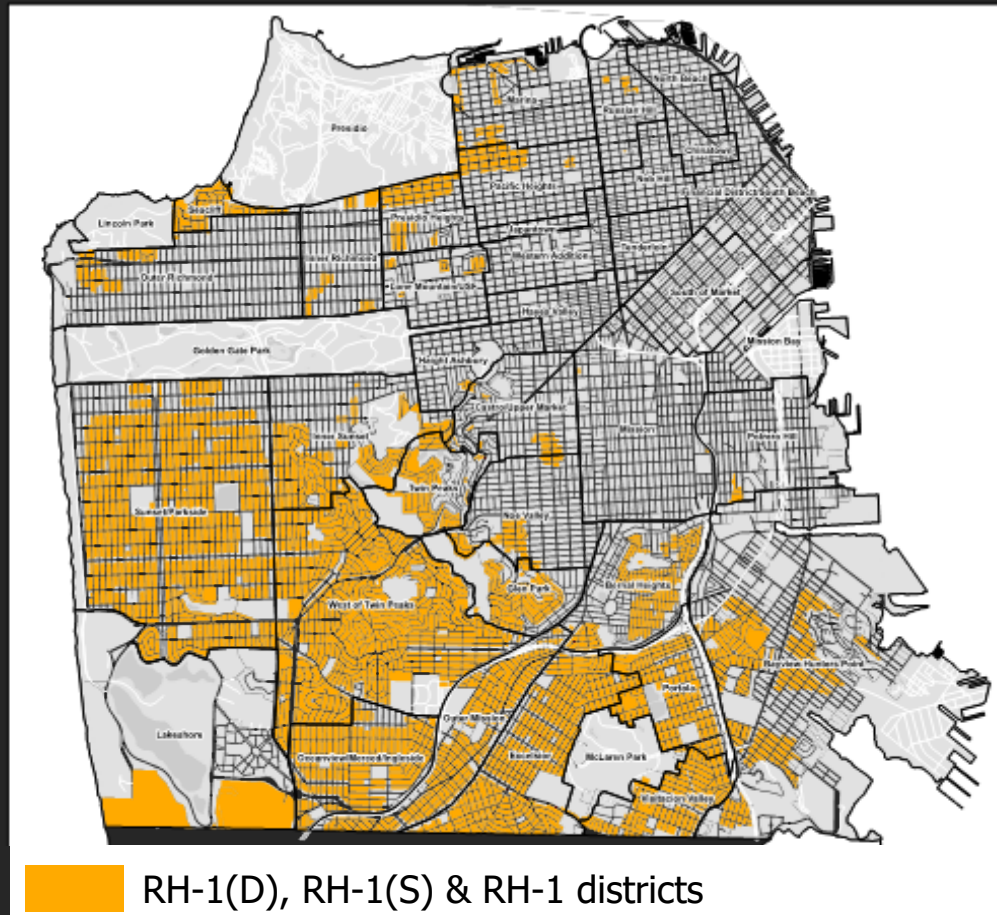 North Beach
Marina
Russian Hill
Presidio
Chinatown
Nob Hill
Pacific Heights
Financial District/South Beach
Seacliff
Lincoln Park
Presidio Heights
Japantown
Tenderloin
Inner Richmond
Western Addition
Outer Richmond
Lone Mountain/USF
South of Market
Hayes Valley
Mission Bay
Golden Gate Park
Haight Ashbury
Castro/Upper Market
Inner Sunset
Mission
Potrero Hill
Twin Peaks
Sunset/Parkside
Noe Valley
Glen Park
Bernal Heights
West of Twin Peaks
Bayview Hunters Point
Portola
Outer Mission
Lakeshore
Oceanview/Merced/Ingleside
Excelsior
McLaren Park
Visitacion Valley
RH-1(D), RH-1(S) & RH-1 districts